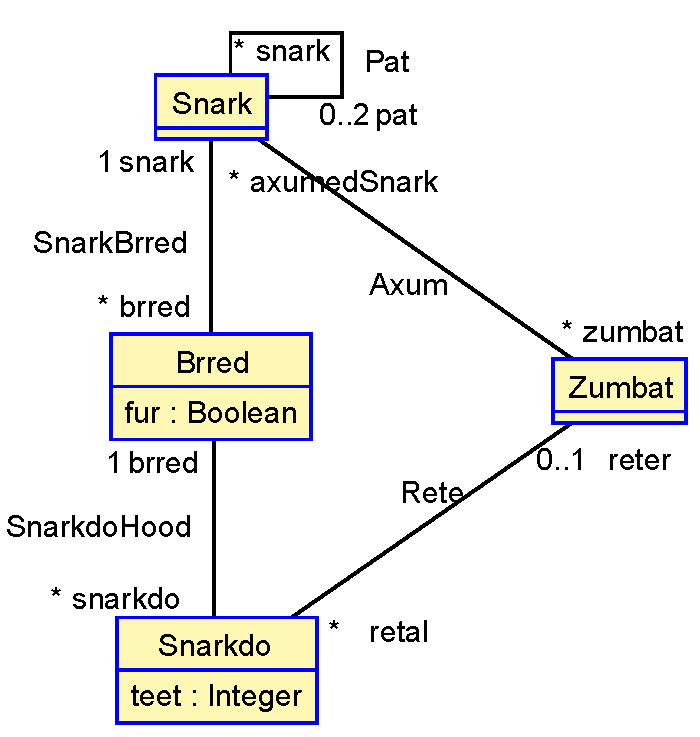 * snark
Pat
Snark
0..2 pat
1 snark
* axumedSnark
SnarkBrred
Axum
* brred
* zumbat
Brred
fur : Boolean
Zumbat
1 brred
0..1 reter
Rete
SnarkdoHood
* snarkdo
* retal
Snarkdo
teet : Integer